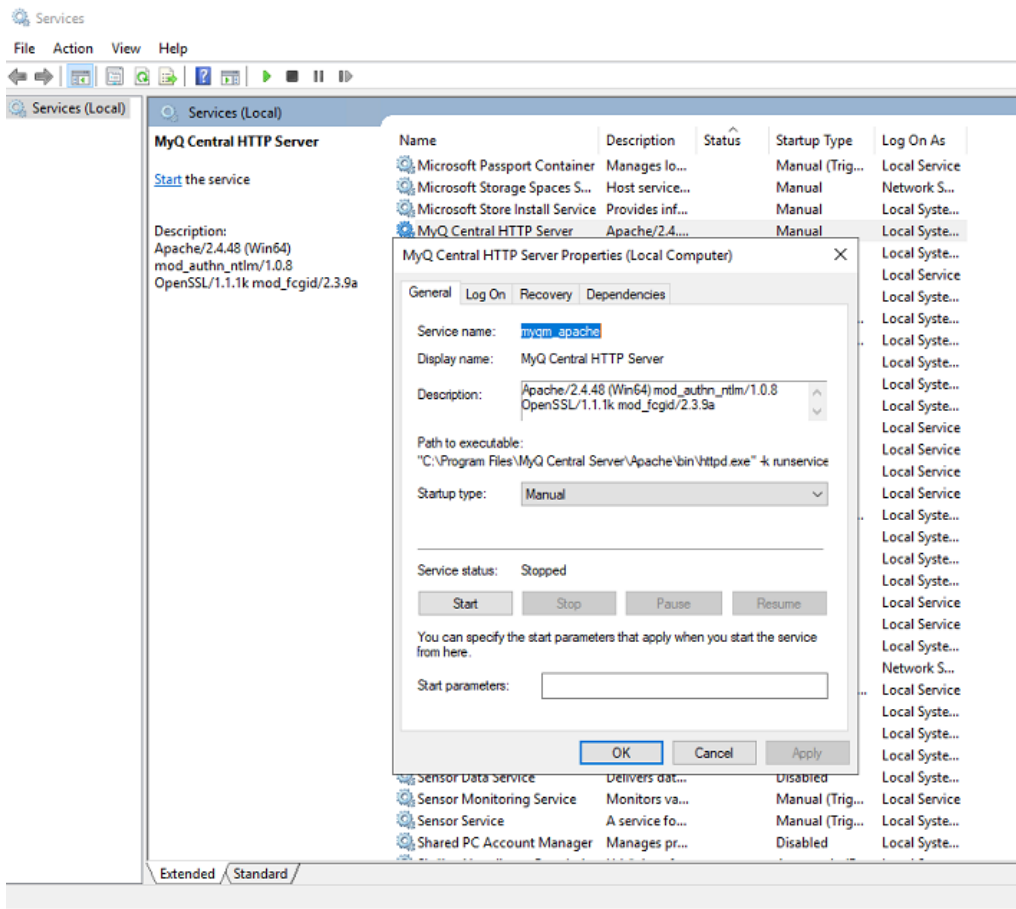 Services
File Action View Help
Services (Local)
Services (Local)
MyQ Central HTTP Server
Start the service
Description:
Apache/2.4.48 (Win64)
mod_authn_ntlm/1.0.8
OpenSSL/1.1.1k mod_fcgid/2.3.9a
Name Description Status Startup Type Log On As
Microsoft Passport Container Manages lo... Manual (Trig... Local Service
Microsoft Storage Spaces S... Host service... Manual Network S...
Microsoft Store Install Service Provides inf... Manual Local Syste...
MyQ Central HTTP Server Apache/2.4.... Manual Local Syste...
Local Syste...
Local Service
Local Syste...
Local Syste...
Local Syste...
Local Syste...
Local Syste...
Local Syste...
Local Service
Local Service
Local Service
Local Service
Local Syste...
Local Syste...
Local Syste...
Local Syste...
Local Service
Local Service
Local Syste...
Network S...
Local Service
Local Syste...
Local Syste...
Local Syste...
Sensor Data Service Delivers dat... Disabled Local Syste...
Sensor Monitoring Service Monitors va... Manual (Trig... Local Service
Sensor Service A service fo... Manual (Trig... Local Syste...
Shared PC Account Manager Manages pr... Disabled Local Syste...
MyQ Central HTTP Server Properties (Local Computer)
General Log On Recovery Dependencies
Service name: myqm_apache
Display name: MyQ Central HTTP Server
Description: Apache/2.4.48 (Win64) mod_authn_ntlm/1.0.8
OpenSSL/1.1.1k mod_fcgid/2.3.9a
Path to executable:
"C:\Program Files\MyQ Central Server\Apache\bin\httpd.exe" -k runservice
Startup type: Manual
Service status: Stopped
Start Stop Pause Resume
You can specify the start parameters that apply when you start the service
from here.
Start parameters:
OK Cancel Apply
Extended Standard